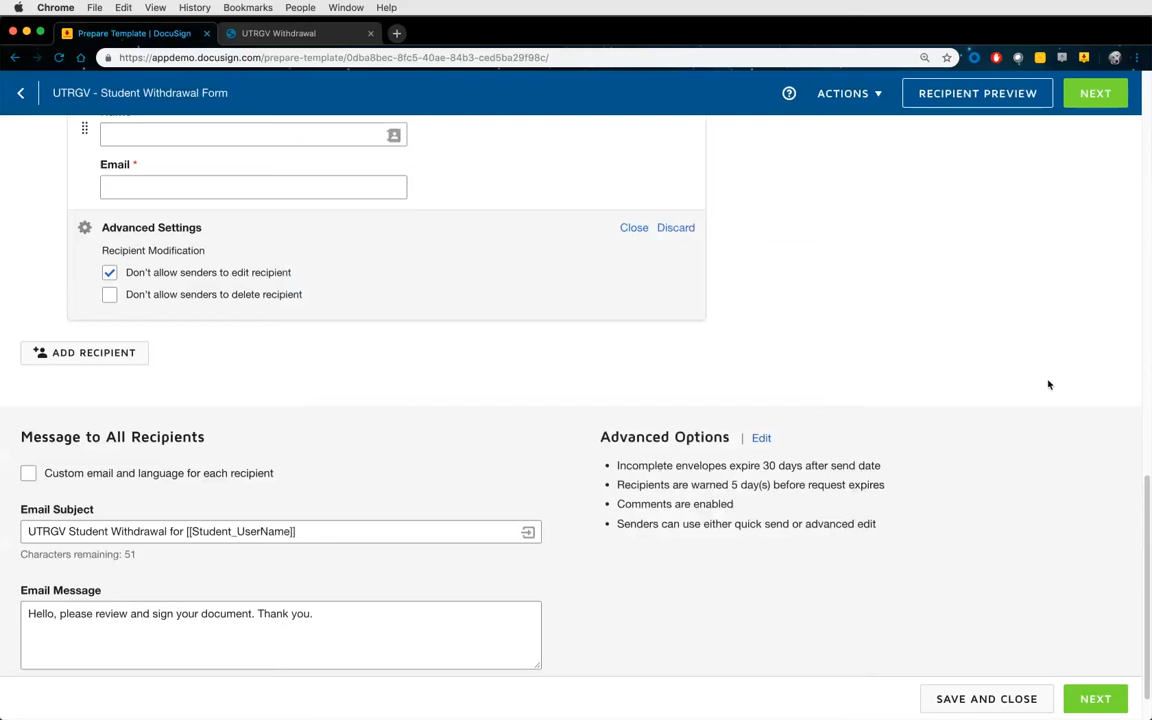 Chrome File Edit View History Bookmarks People Window Help
Prepare Template | DocuSign
UTRGV Withdrawal
https://appdemo.docusign.com/prepare-template/0dba8bec-8fc5-40ae-84b3-ced5ba29f98c/
UTRGV - Student Withdrawal Form
ACTIONS
RECIPIENT PREVIEW
NEXT
Email *
Advanced Settings
Close Discard
Recipient Modification
Don't allow senders to edit recipient
Don't allow senders to delete recipient
ADD RECIPIENT
Message to All Recipients
Custom email and language for each recipient
Email Subject
UTRGV Student Withdrawal for [[Student_UserName]]
Characters remaining: 51
Email Message
Hello, please review and sign your document. Thank you.
Advanced Options | Edit
• Incomplete envelopes expire 30 days after send date
• Recipients are warned 5 day(s) before request expires
• Comments are enabled
• Senders can use either quick send or advanced edit
SAVE AND CLOSE
NEXT